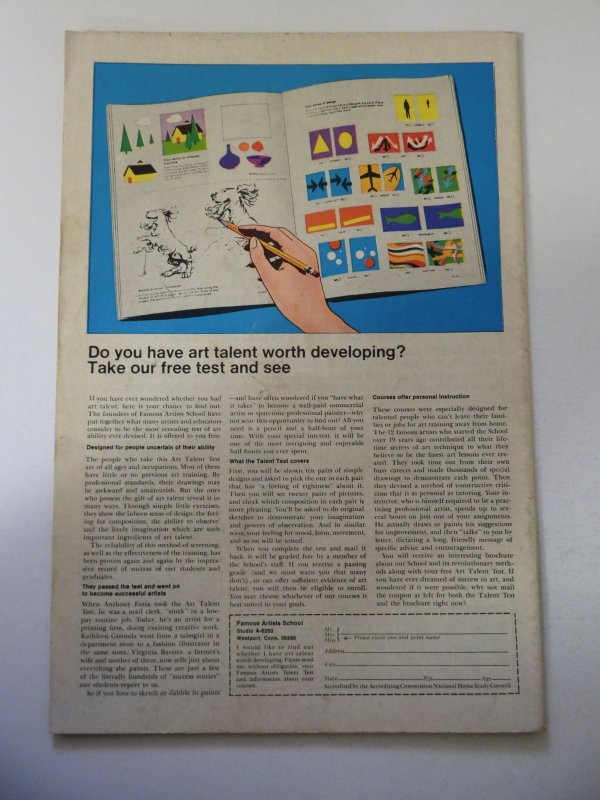 Do you have art talent worth developing?
Take our free test and see
If you have ever wondered whether you had
art talent, here is your chance to find out.
The founders of Famous Artists School have
put together what many artists and educators
consider to be the most revealing test of art
ability ever devised. It is offered to you free.
Designed for people uncertain of their ability
The people who take this Art Talent Test
are of all ages and occupations. Most of them
have little or no previous art training. By
professional standards, their drawings may
be awkward and amateurish. But the ones
who possess the gift of art talent reveal it in
many ways. Through simple little exercises,
they show the inborn sense of design, the feel-
ing for composition, the ability to observe,
and the lively imagination which are such
important ingredients of art talent.
The reliability of this method of screening,
as well as the effectiveness of the training, has
been proven again and again by the impres-
sive record of success of our students and
graduates.
They passed the test and went on
to become successful artists
When Anthony Fotia took the Art Talent
Test, he was a mail clerk, "stuck" in a low-
pay routine job. Today, he's an artist for a
printing firm, doing exciting creative work.
Kathleen Gironda went from a salesgirl in a
department store to a fashion illustrator in
the same store. Virginia Bartter, a farmer's
wife and mother of three, now sells just about
everything she paints. These are just a few
of the literally hundreds of "success stories"
our students report to us.
So if you love to sketch or dabble in paints
—and have often wondered if you "have what
it takes" to become a well-paid commercial
artist or sparetime professional painter—why
not seize this opportunity to find out? All you
need is a pencil and a half-hour of your
time. With your special interest, it will be
one of the most intriguing and enjoyable
half-hours you ever spent.
What the Talent Test covers
First, you will be shown ten pairs of simple
designs and asked to pick the one in each pair
that has "a feeling of rightness" about it.
Then you will see twenty pairs of pictures,
and check which composition in each pair is
more pleasing. You'll be asked to do original
sketches to demonstrate your imagination
and powers of observation. And in similar
ways, your feeling for mood, form, movement,
and so on will be tested.
When you complete the test and mail it
back, it will be graded free by a member of
the School's staff. If you receive a passing
grade (and we must warn you that many
don't), or can offer sufficient evidence of art
talent, you will then be eligible to enroll.
You may choose whichever of our courses is
best suited to your goals.
Courses offer personal instruction
These courses were especially designed for
talented people who can't leave their fami-
lies or jobs for art training away from home.
The 12 famous artists who started the School
over 19 years ago contributed all their life-
time secrets of art technique to what they
believe to be the finest art lessons ever cre-
ated. They took time out from their own
busy careers and made thousands of special
drawings to demonstrate each point. Then
they devised a method of constructive criti-
cism that is as personal as tutoring. Your in-
structor, who is himself required to be a prac-
ticing professional artist, spends up to sev-
eral hours on just one of your assignments.
He actually draws or paints his suggestions
for improvement, and then "talks" to you by
letter, dictating a long, friendly message of
specific advice and encouragement.
You will receive an interesting brochure
about our School and its revolutionary meth-
ods along with your free Art Talent Test. If
you have ever dreamed of success in art, and
wondered if it were possible, why not mail
the coupon at left for both the Talent Test
and the brochure right now?
Famous Artists School
Studio A-6260
Westport, Conn. 06880
I would like to find out
whether I have art talent
worth developing. Please send
me, without obligation, your
Famous Artists Talent Test
and information about your
courses.
Mr.
Mrs.
Miss
Please circle one and print name
Address
City
State Zip Age
Accredited by the Accrediting Commission National Home Study Council.